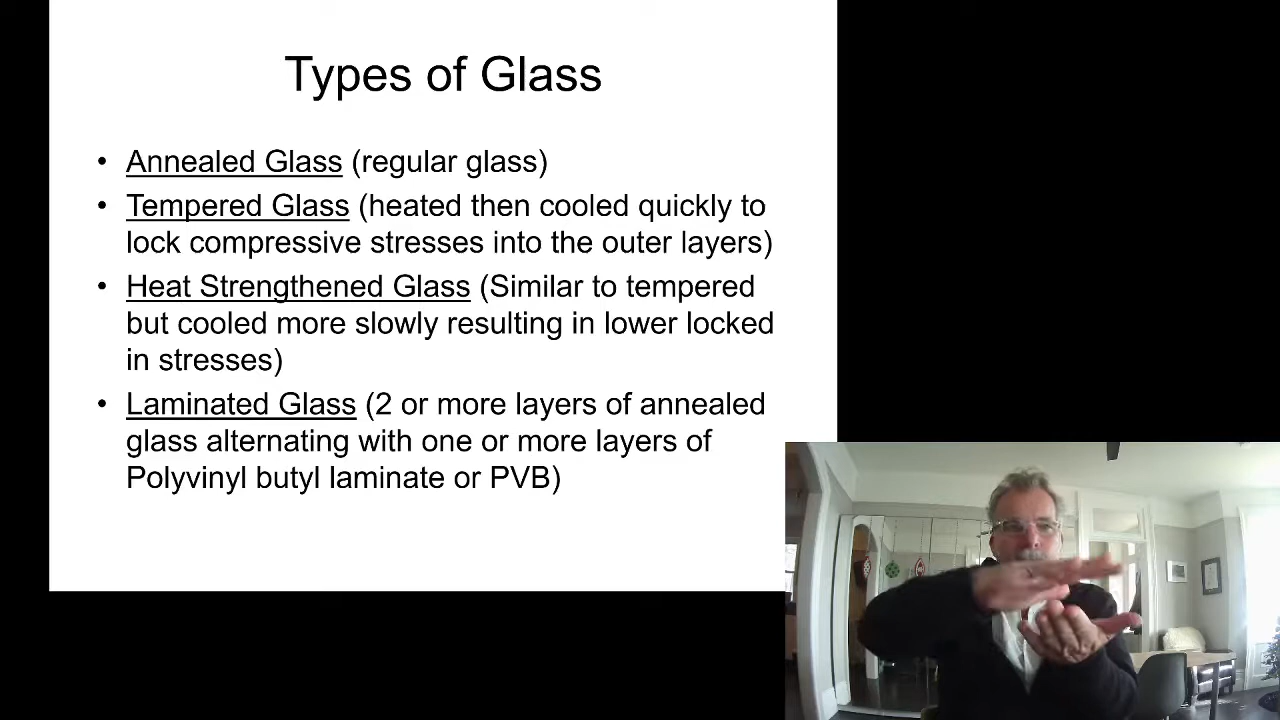 Types of Glass
• Annealed Glass (regular glass)
• Tempered Glass (heated then cooled quickly to
lock compressive stresses into the outer layers)
• Heat Strengthened Glass (Similar to tempered
but cooled more slowly resulting in lower locked
in stresses)
• Laminated Glass (2 or more layers of annealed
glass alternating with one or more layers of
Polyvinyl butyl laminate or PVB)